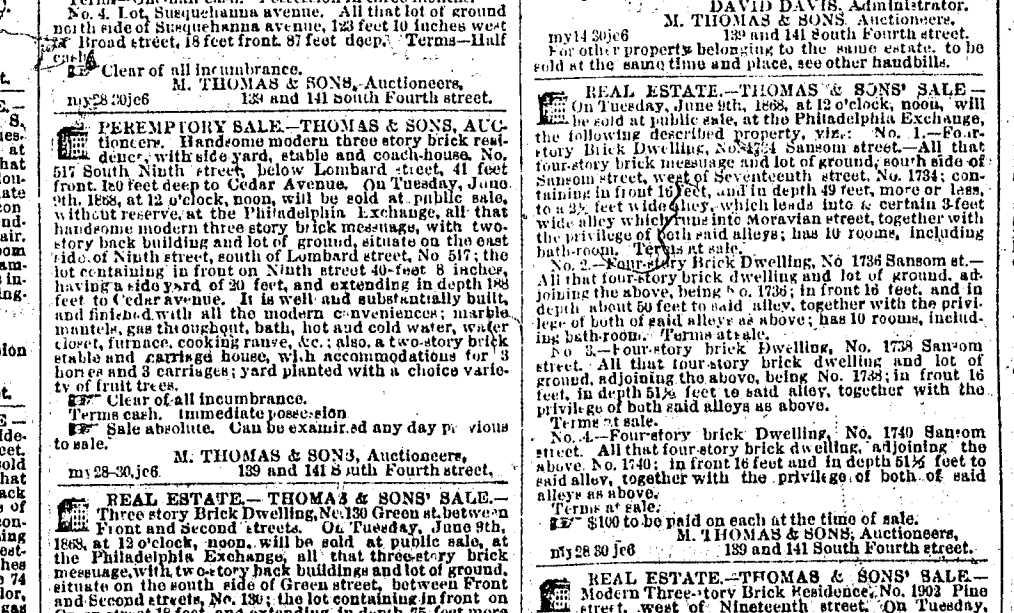 No. 4. Lot, Susquehanna avenue. All that lot of ground
north side of Susquehanna avenue, 123 feet 10 inches west
Broad street, 18 feet front. 87 feet deep. Terms—Half
cash.
☞ Clear of all incumbrance.
M. THOMAS & SONS, Auctioneers,
my28 30je6 139 and 141 South Fourth street.
PEREMPTORY SALE.—THOMAS & SONS, AUC-
tioneers. Handsome modern three story brick resi-
dence, with side yard, stable and coach-house. No.
517 South Ninth street, below Lombard street, 41 feet
front. 180 feet deep to Cedar Avenue. On Tuesday, June
9th, 1868, at 12 o'clock, noon, will be sold at public sale,
without reserve, at the Philadelphia Exchange, all that
handsome modern three story brick messuage, with two-
story back building and lot of ground, situate on the east
side of Ninth street, south of Lombard street, No 517; the
lot containing in front on Ninth street 40 feet 8 inches,
having a side yard of 20 feet, and extending in depth 188
feet to Cedar avenue. It is well and substantially built,
and finished with all the modern conveniences; marble
mantels, gas throughout, bath, hot and cold water, water
closet, furnace, cooking range, &c.; also, a two-story brick
stable and carriage house, with accommodations for 3
horses and 3 carriages; yard planted with a choice varie-
ty of fruit trees.
☞ Clear of all incumbrance.
Terms cash. Immediate possession
☞ Sale absolute. Can be examined any day previous
to sale.
M. THOMAS & SONS, Auctioneers,
my28-30,je6. 139 and 141 South Fourth street.
REAL ESTATE.—THOMAS & SONS' SALE.—
Three story Brick Dwelling, No. 130 Green st. between
Front and Second streets. On Tuesday, June 9th,
1868, at 12 o'clock, noon, will be sold at public sale, at
the Philadelphia Exchange, all that three-story brick
messuage, with two-story back buildings and lot of ground,
situate on the south side of Green street, between Front
and Second streets, No. 130; the lot containing in front on
DAVID DAVIS, Administrator.
M. THOMAS & SONS, Auctioneers,
my14 30je6 139 and 141 South Fourth street.
For other property belonging to the same estate, to be
sold at the same time and place, see other handbills.
REAL ESTATE.—THOMAS & SONS' SALE—
On Tuesday, June 9th, 1868, at 12 o'clock, noon, will
be sold at public sale, at the Philadelphia Exchange,
the following described property, viz.: No. 1.—Four-
story Brick Dwelling, No. 1734 Sansom street.—All that
four-story brick messuage and lot of ground, south side of
Sansom street, west of Seventeenth street, No. 1734; con-
taining in front 16 feet, and in depth 49 feet, more or less,
to a 3½ feet wide alley, which leads into a certain 3-feet
wide alley which runs into Moravian street, together with
the privilege of both said alleys; has 10 rooms, including
bath-room. Terms at sale.
No. 2.—Four-story Brick Dwelling, No 1736 Sansom st.—
All that four-story brick dwelling and lot of ground, ad-
joining the above, being No. 1736; in front 16 feet, and in
depth about 50 feet to said alley, together with the privi-
lege of both of said alleys as above; has 10 rooms, includ-
ing bath-room. Terms at sale.
No 3.—Four-story brick Dwelling, No. 1738 Sansom
street. All that four-story brick dwelling and lot of
ground, adjoining the above, being No. 1738; in front 16
feet, in depth 51½ feet to said alley, together with the
privilege of both said alleys as above.
Terms at sale.
No. 4.—Four-story brick Dwelling, No. 1740 Sansom
street. All that four-story brick dwelling, adjoining the
above, No. 1740; in front 16 feet and in depth 51½ feet to
said alley, together with the privilege of both of said
alleys as above.
Terms at sale.
☞ $100 to be paid on each at the time of sale.
M. THOMAS & SONS, Auctioneers,
my28 30 je6 139 and 141 South Fourth street.
REAL ESTATE.—THOMAS & SONS' SALE.—
Modern Three-story Brick Residence, No. 1902 Pine
street, west of Nineteenth street. On Tuesday,